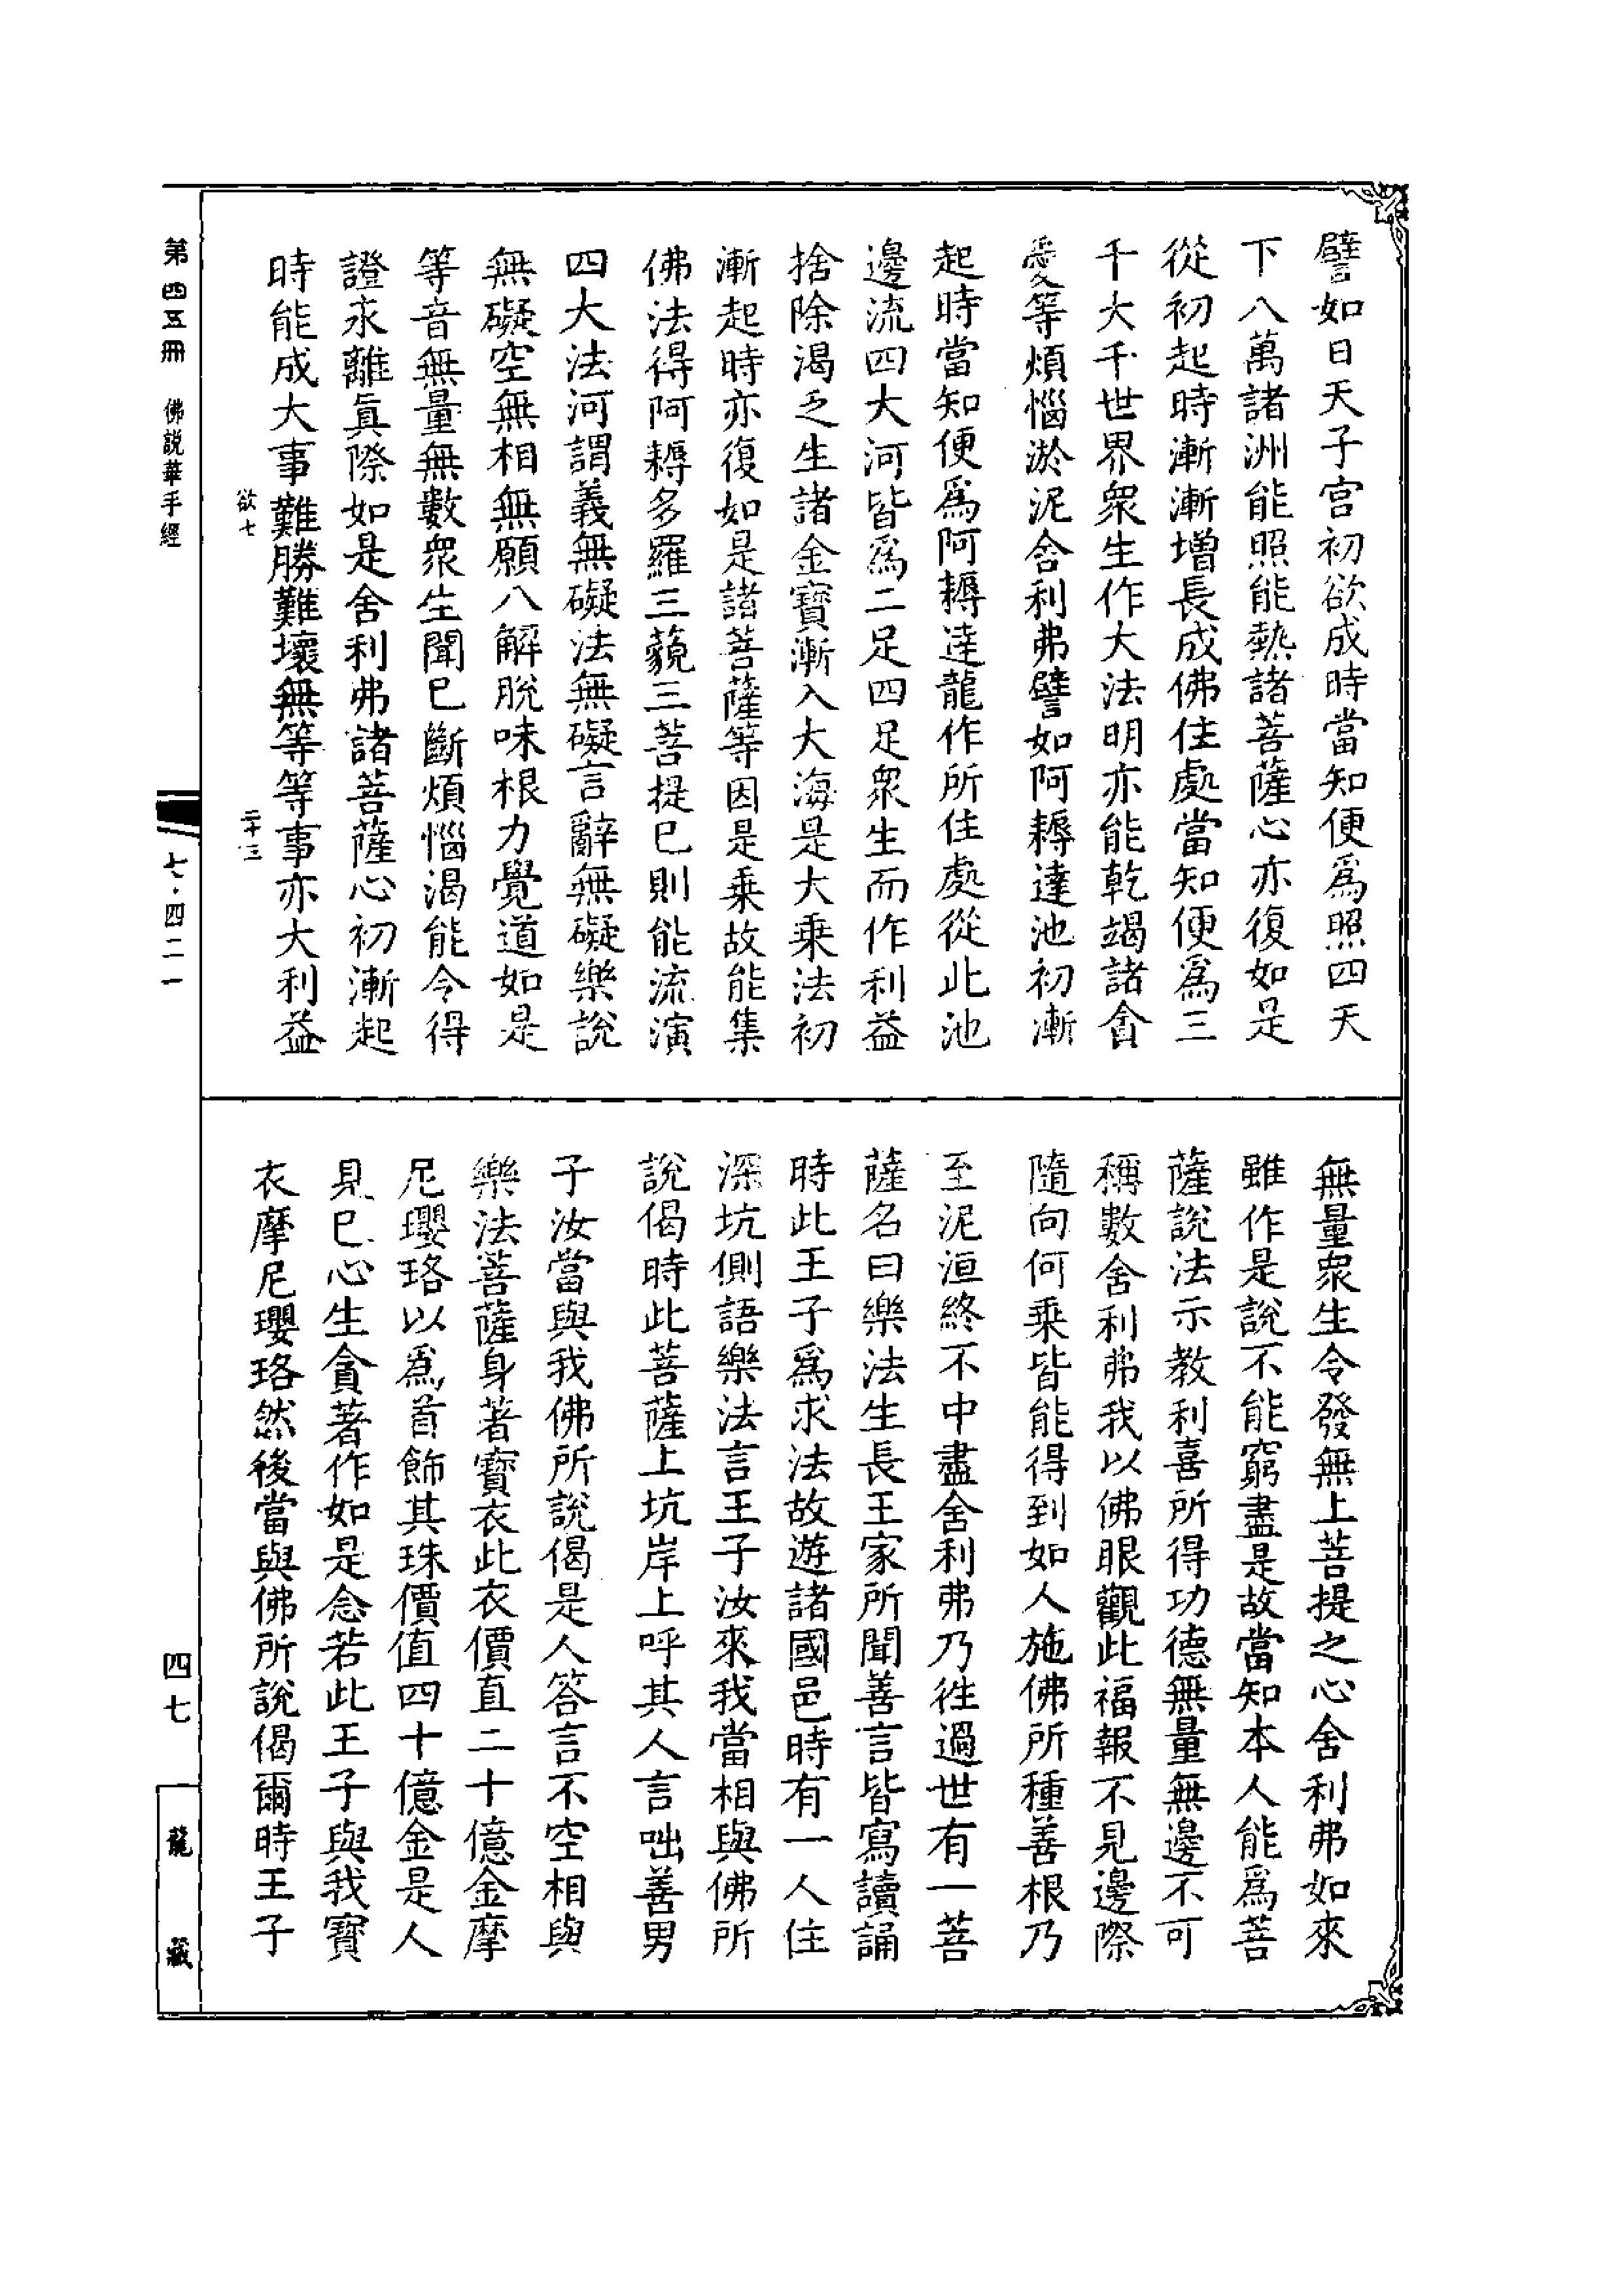 譬如日天子宮初欲成時當知便爲照四天
下八萬諸洲能照能熱諸菩薩心亦復如是
從初起時漸漸增長成佛住處當知便爲三
千大千世界衆生作大法明亦能乾竭諸貪
愛等煩惱淤泥舍利弗譬如阿耨達池初漸
起時當知便爲阿耨達龍作所住處從此池
邊流四大河皆爲二足四足衆生而作利益
捨除渴乏生諸金寶漸入大海是大乘法初
漸起時亦復如是諸菩薩等因是乘故能集
佛法得阿耨多羅三藐三菩提已則能流演
四大法河謂義無礙法無礙言辭無礙樂說
無礙空無相無願八解脫味根力覺道如是
等音無量無數衆生聞已斷煩惱渴能令得
證永離眞際如是舍利弗諸菩薩心初漸起
時能成大事難勝難壞無等等事亦大利益
無量衆生令發無上菩提之心舍利弗如來
雖作是說不能窮盡是故當知本人能爲菩
薩說法示教利喜所得功德無量無邊不可
稱數舍利弗我以佛眼觀此福報不見邊際
隨向何乘皆能得到如人施佛所種善根乃
至泥洹終不中盡舍利弗乃往過世有一菩
薩名曰樂法生長王家所聞善言皆寫讀誦
時此王子爲求法故遊諸國邑時有一人住
深坑側語樂法言王子汝來我當相與佛所
說偈時此菩薩上坑岸上呼其人言咄善男
子汝當與我佛所說偈是人答言不空相與
樂法菩薩身著寶衣此衣價直二十億金摩
尼瓔珞以爲首飾其珠價值四十億金是人
見已心生貪著作如是念若此王子與我寶
衣摩尼瓔珞然後當與佛所說偈爾時王子
欲七
二十三
第四五冊 佛說華手經
七·四二一
四七
龍藏